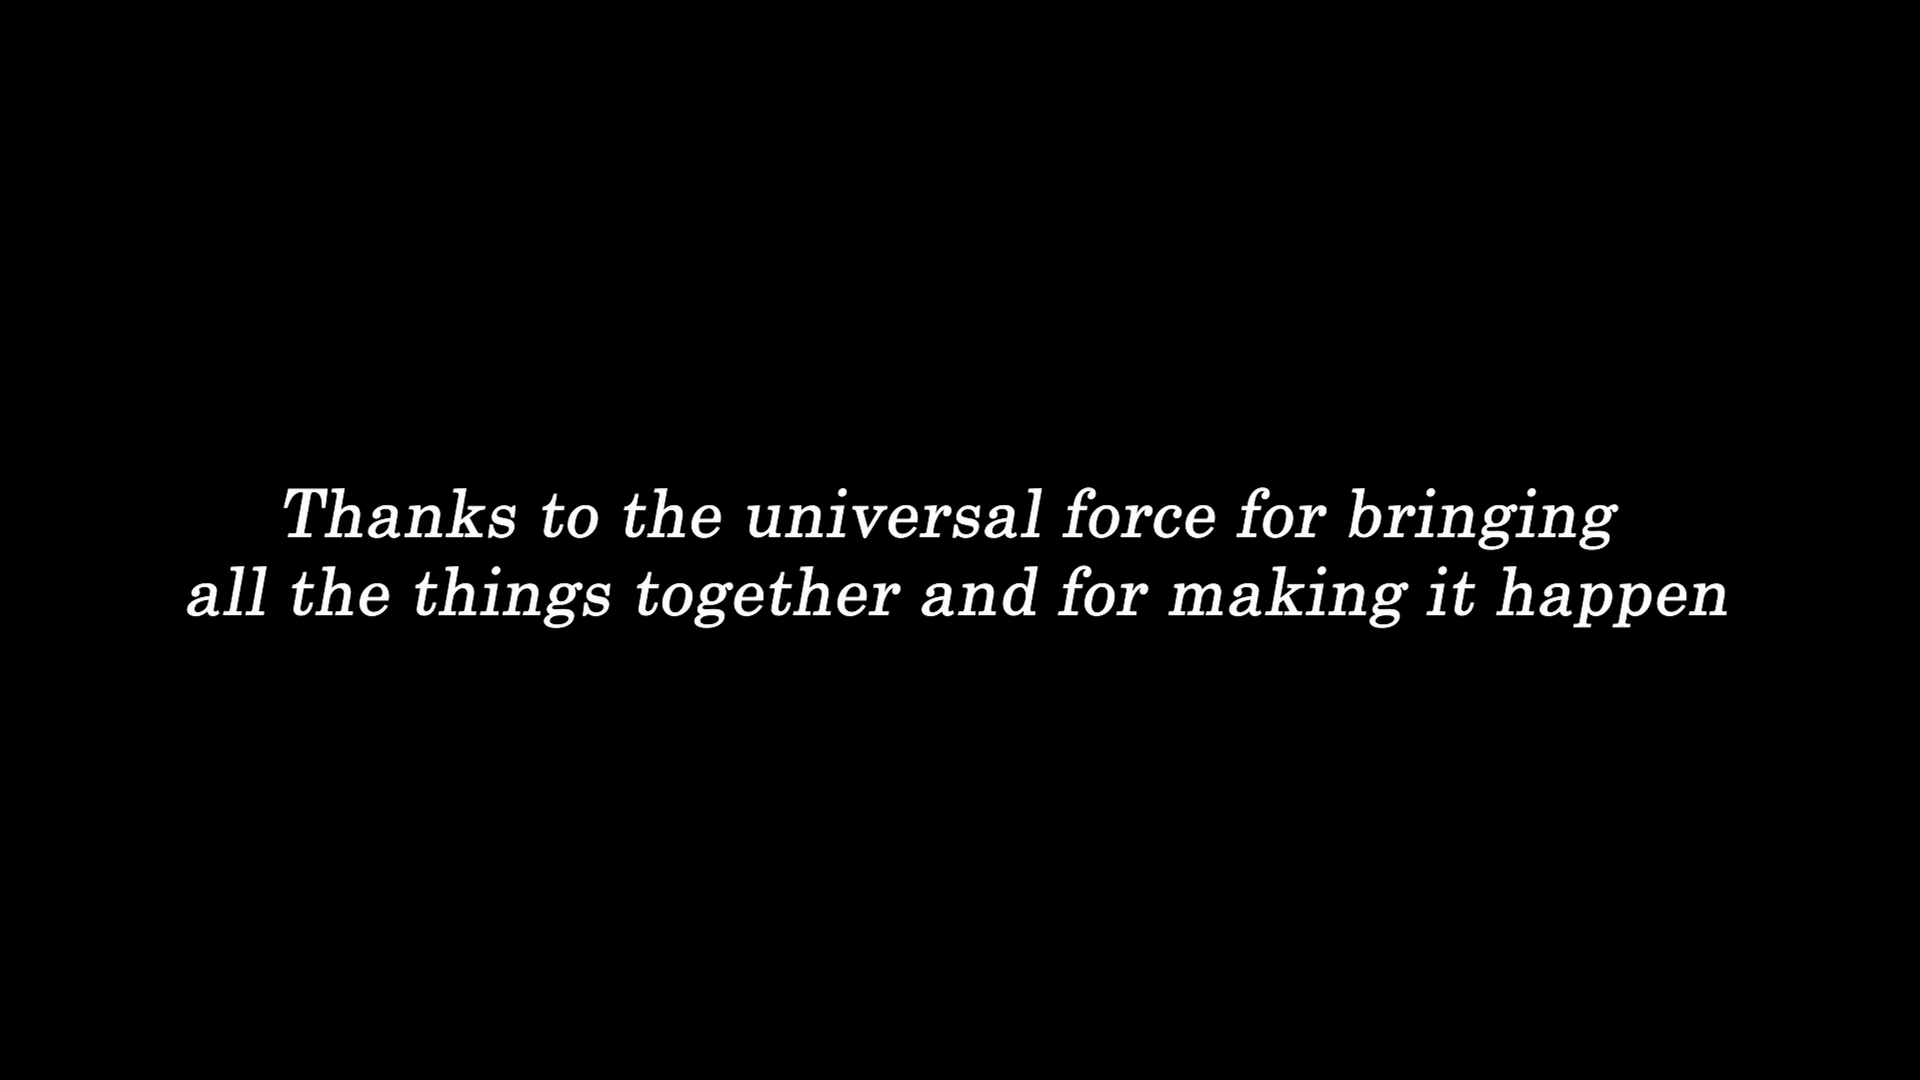 Thanks to the universal force for bringing
all the things together and for making it happen